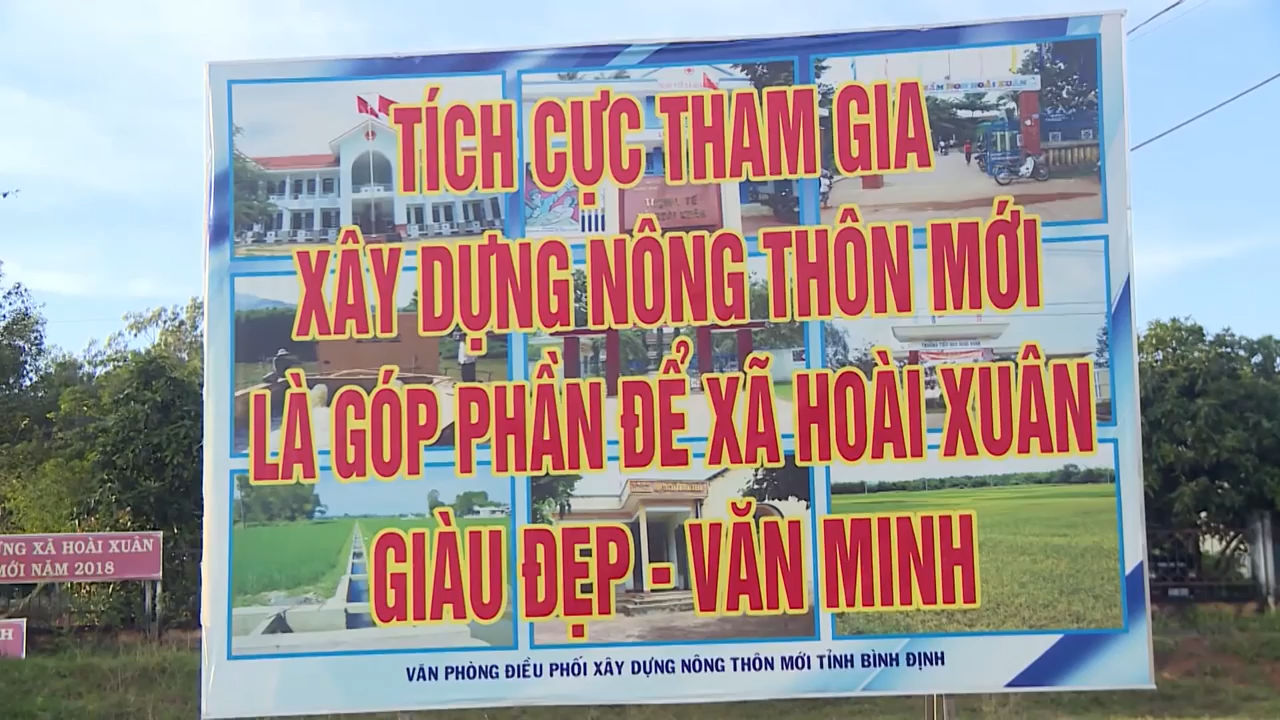 TÍCH CỰC THAM GIA
XÂY DỰNG NÔNG THÔN MỚI
LÀ GÓP PHẦN ĐỂ XÃ HOÀI XUÂN
GIÀU ĐẸP - VĂN MINH
VĂN PHÒNG ĐIỀU PHỐI XÂY DỰNG NÔNG THÔN MỚI TỈNH BÌNH ĐỊNH
XÃ HOÀI XUÂN
MỚI NĂM 2018